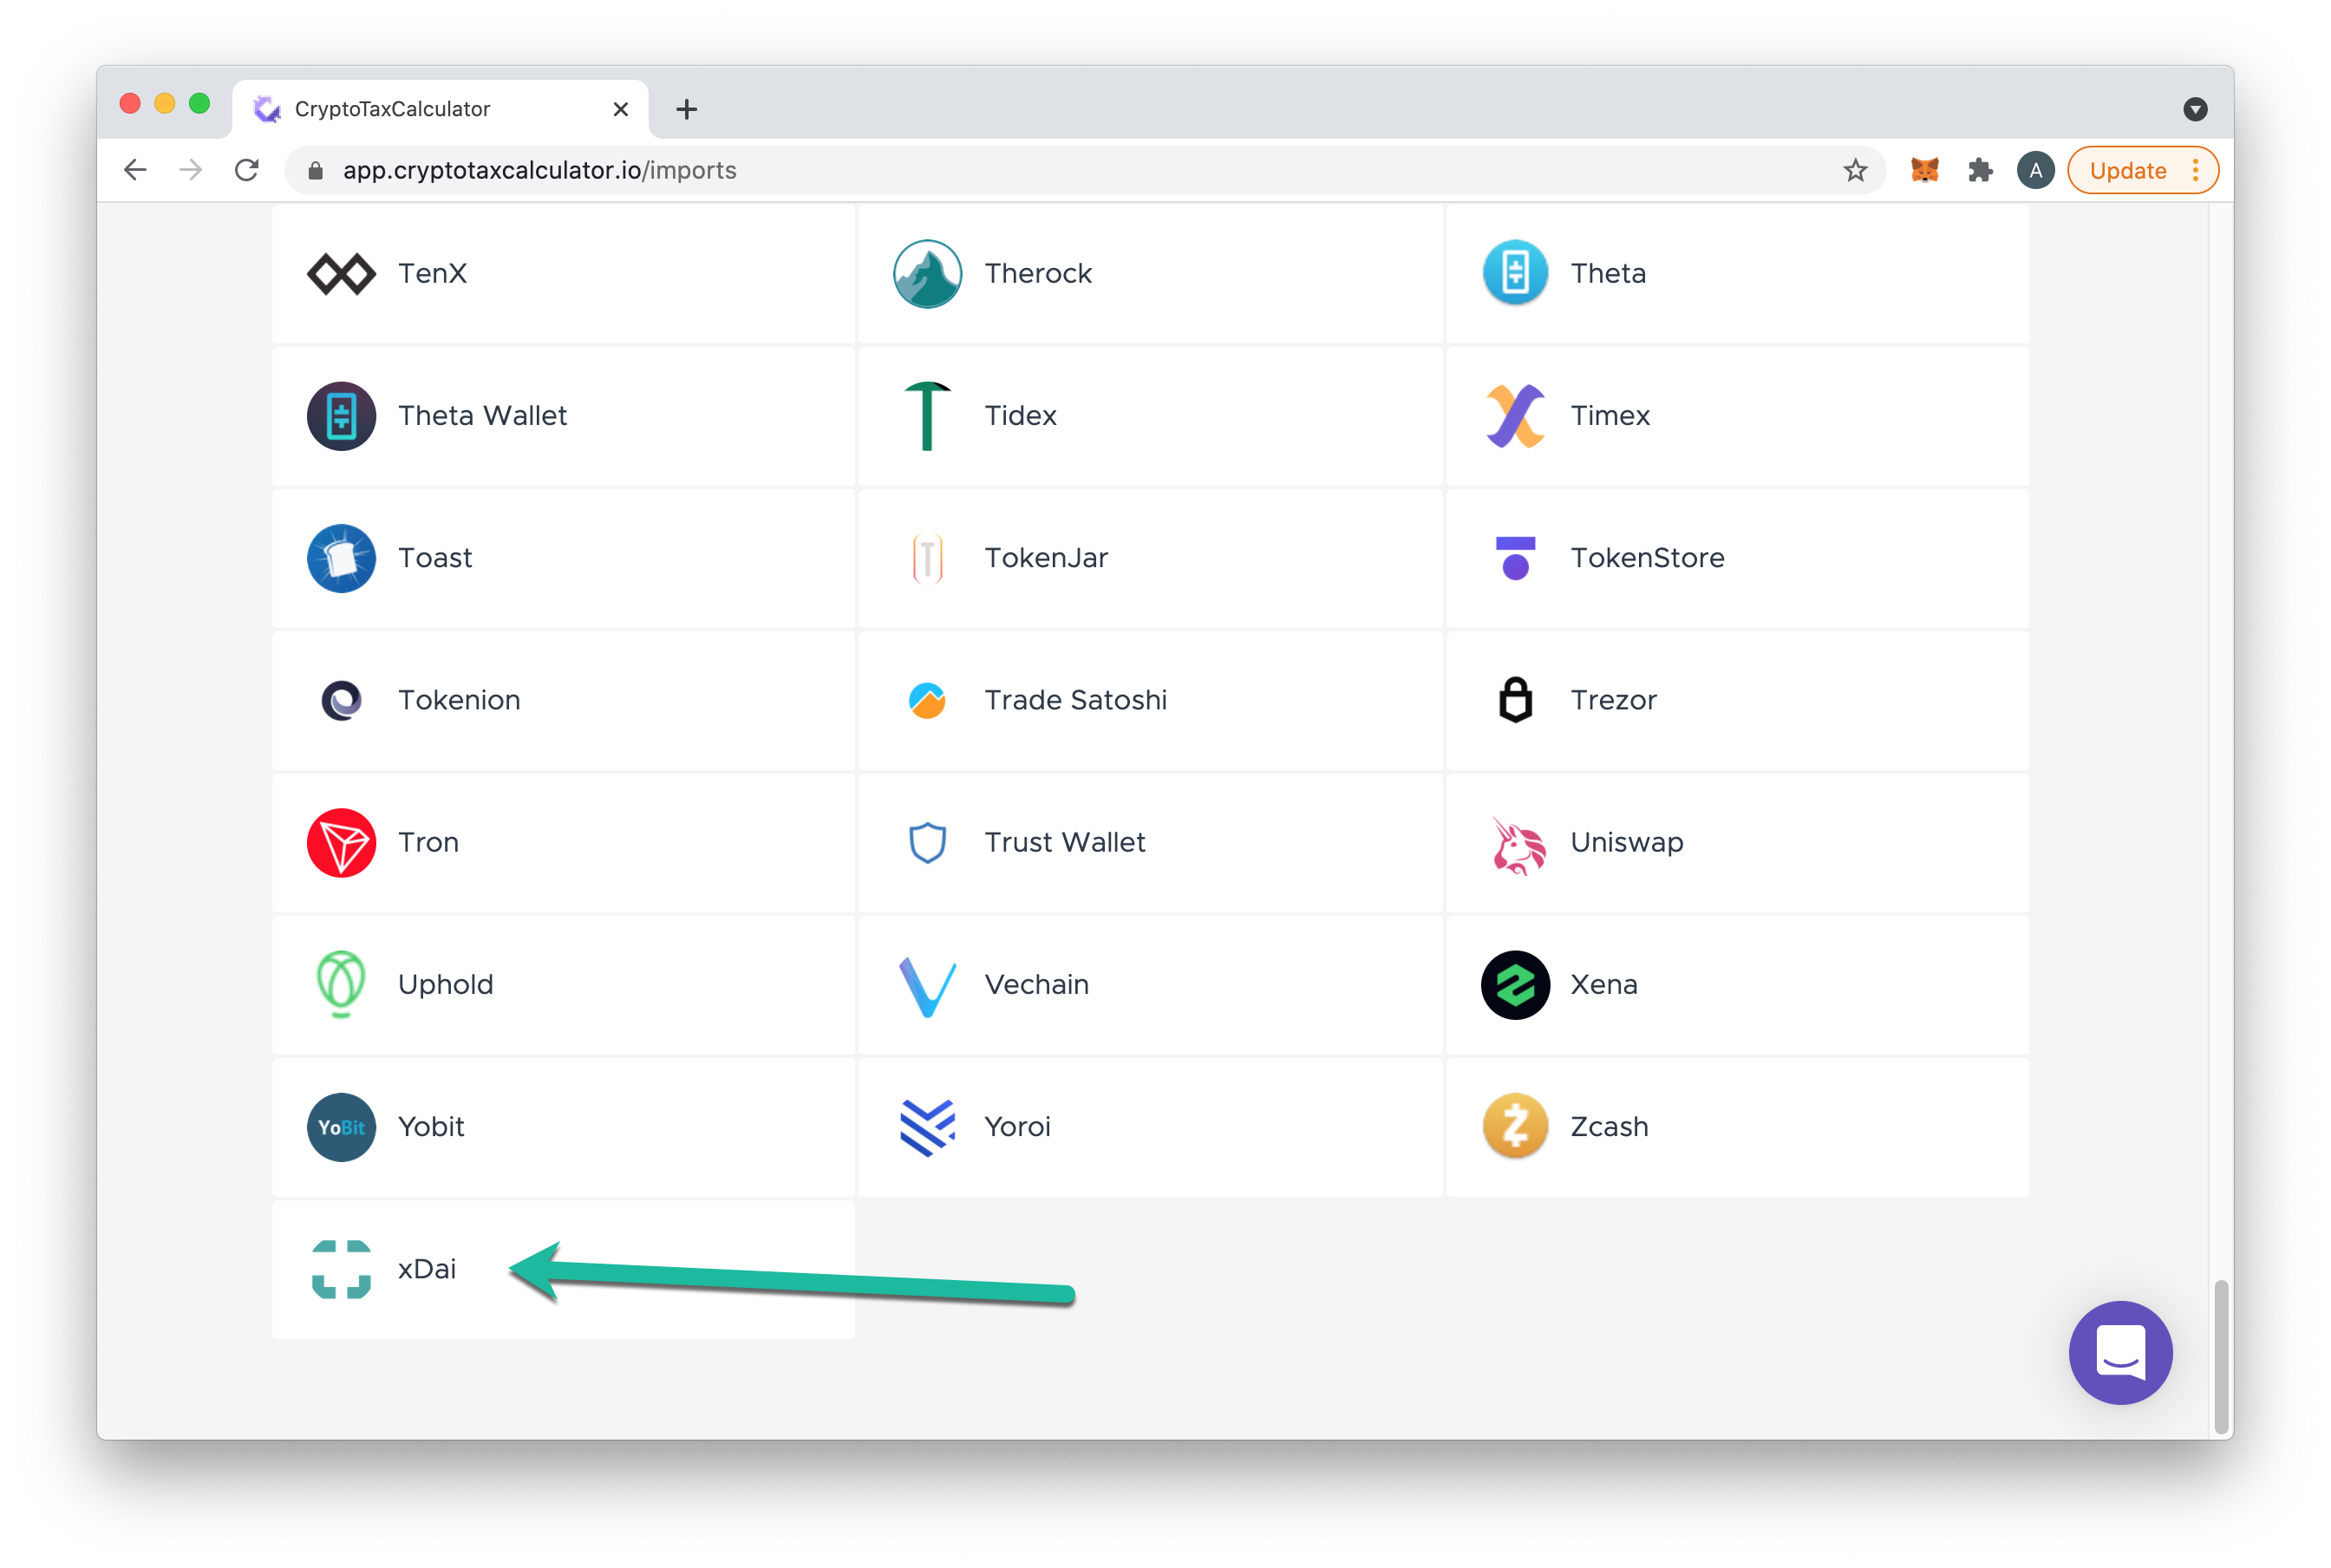 CryptoTaxCalculator
app.cryptotaxcalculator.io/imports
A
Update
TenX
Therock
Theta
Theta Wallet
Tidex
Timex
Toast
TokenJar
TokenStore
Tokenion
Trade Satoshi
Trezor
Tron
Trust Wallet
Uniswap
Uphold
Vechain
Xena
YoBit
Yobit
Yoroi
Zcash
xDai